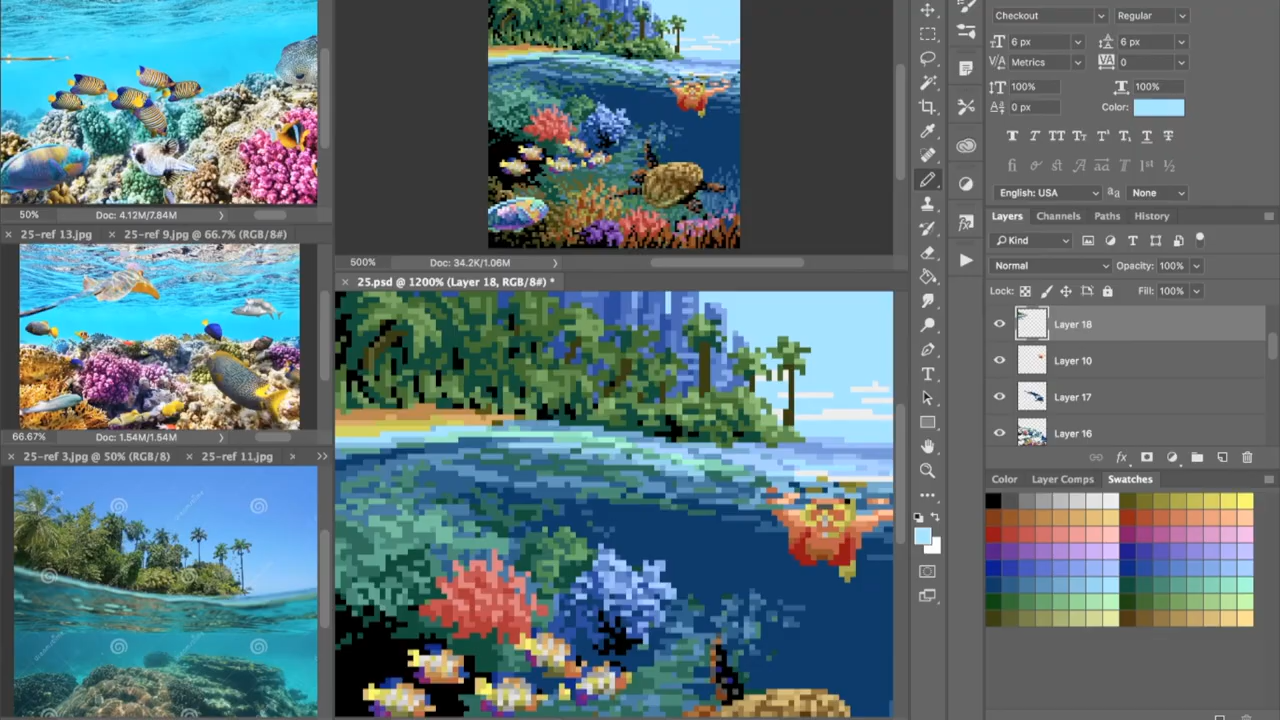 50%
Doc: 4.12M/7.84M
25-ref 13.jpg
25-ref 9.jpg @ 66.7% (RGB/8#)
66.67%
Doc: 1.54M/1.54M
25-ref 3.jpg @ 50% (RGB/8)
25-ref 11.jpg
500%
Doc: 34.2K/1.06M
25.psd @ 1200% (Layer 18, RGB/8#) *
Checkout
Regular
6 px
6 px
Metrics
0
100%
100%
0 px
Color:
English: USA
None
Layers
Channels
Paths
History
Kind
Normal
Opacity: 100%
Lock:
Fill: 100%
Layer 18
Layer 10
Layer 17
Layer 16
Color
Layer Comps
Swatches